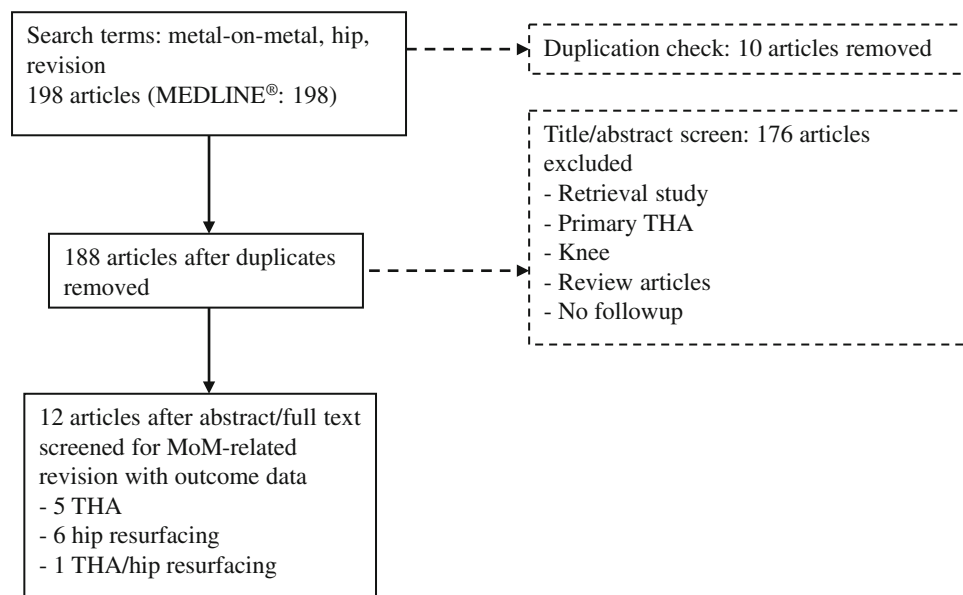 Search terms: metal-on-metal, hip,
revision
198 articles (MEDLINE®: 198)
Duplication check: 10 articles removed
Title/abstract screen: 176 articles
excluded
- Retrieval study
- Primary THA
- Knee
- Review articles
- No followup
188 articles after duplicates
removed
12 articles after abstract/full text
screened for MoM-related
revision with outcome data
- 5 THA
- 6 hip resurfacing
- 1 THA/hip resurfacing